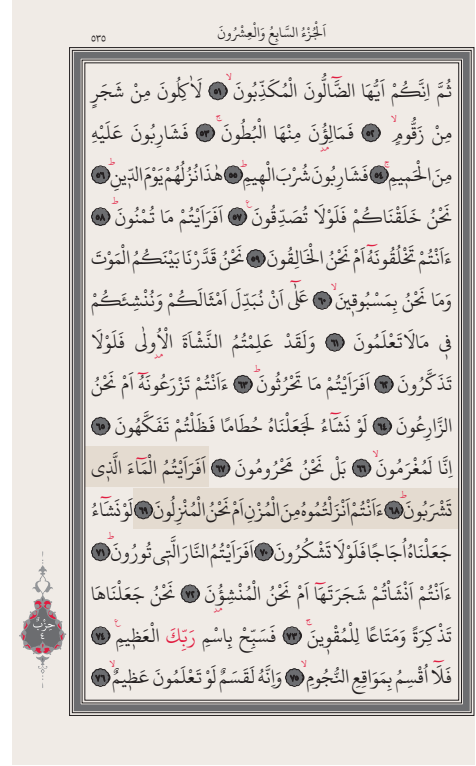 اَلْجُزْءُ السَّابِعُ وَالْعِشْرُونَ
٥٣٥
ثُمَّ اِنَّكُمْ اَيُّهَا الضَّٓالُّونَ الْمُكَذِّبُونَۙ ﴿٥١﴾ لَاٰكِلُونَ مِنْ شَجَرٍ
مِنْ زَقُّومٍۙ ﴿٥٢﴾ فَمَالِؤُ۫نَ مِنْهَا الْبُطُونَۚ ﴿٥٣﴾ فَشَارِبُونَ عَلَيْهِ
مِنَ الْحَمٖيمِۚ ﴿٥٤﴾ فَشَارِبُونَ شُرْبَ الْهٖيمِۜ ﴿٥٥﴾ هٰذَا نُزُلُهُمْ يَوْمَ الدّٖينِۜ ﴿٥٦﴾
نَحْنُ خَلَقْنَاكُمْ فَلَوْلَا تُصَدِّقُونَ ﴿٥٧﴾ اَفَرَاَيْتُمْ مَا تُمْنُونَۜ ﴿٥٨﴾
ءَاَنْتُمْ تَخْلُقُونَهُٓ اَمْ نَحْنُ الْخَالِقُونَ ﴿٥٩﴾ نَحْنُ قَدَّرْنَا بَيْنَكُمُ الْمَوْتَ
وَمَا نَحْنُ بِمَسْبُوقٖينَۙ ﴿٦٠﴾ عَلٰٓى اَنْ نُبَدِّلَ اَمْثَالَكُمْ وَنُنْشِئَكُمْ
فٖي مَا لَا تَعْلَمُونَ ﴿٦١﴾ وَلَقَدْ عَلِمْتُمُ النَّشْاَةَ الْاُو۫لٰى فَلَوْلَا
تَذَكَّرُونَ ﴿٦٢﴾ اَفَرَاَيْتُمْ مَا تَحْرُثُونَۜ ﴿٦٣﴾ ءَاَنْتُمْ تَزْرَعُونَهُٓ اَمْ نَحْنُ
الزَّارِعُونَ ﴿٦٤﴾ لَوْ نَشَٓاءُ لَجَعَلْنَاهُ حُطَامًا فَظَلْتُمْ تَفَكَّهُونَ ﴿٦٥﴾
اِنَّا لَمُغْرَمُونَۙ ﴿٦٦﴾ بَلْ نَحْنُ مَحْرُومُونَ ﴿٦٧﴾ اَفَرَاَيْتُمُ الْمَٓاءَ الَّذٖي
تَشْرَبُونَۜ ﴿٦٨﴾ ءَاَنْتُمْ اَنْزَلْتُمُوهُ مِنَ الْمُزْنِ اَمْ نَحْنُ الْمُنْزِلُونَ ﴿٦٩﴾ لَوْ نَشَٓاءُ
جَعَلْنَاهُ اُجَاجًا فَلَوْلَا تَشْكُرُونَ ﴿٧٠﴾ اَفَرَاَيْتُمُ النَّارَ الَّتٖي تُورُونَۜ ﴿٧١﴾
ءَاَنْتُمْ اَنْشَاْتُمْ شَجَرَتَهَٓا اَمْ نَحْنُ الْمُنْشِؤُ۫نَ ﴿٧٢﴾ نَحْنُ جَعَلْنَاهَا
تَذْكِرَةً وَمَتَاعًا لِلْمُقْوٖينَۚ ﴿٧٣﴾ فَسَبِّحْ بِاسْمِ رَبِّكَ الْعَظٖيمِ ﴿٧٤﴾
فَلَٓا اُقْسِمُ بِمَوَاقِعِ النُّجُومِۙ ﴿٧٥﴾ وَاِنَّهُ لَقَسَمٌ لَوْ تَعْلَمُونَ عَظٖيمٌۙ ﴿٧٦﴾
حِزْبٌ
٤